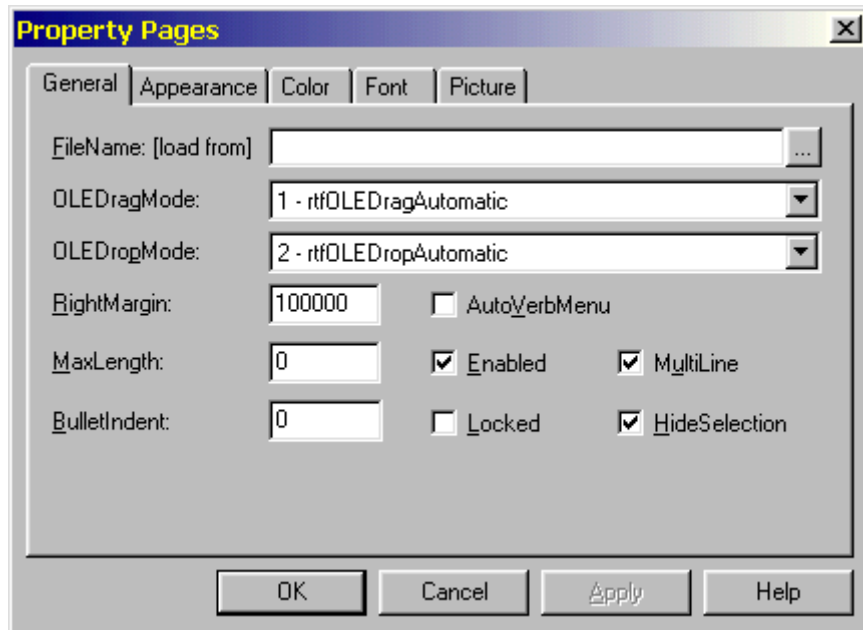 Property Pages
General Appearance Color Font Picture
FileName: [load from] ...
OLEDragMode: 1 - rtfOLEDragAutomatic
OLEDropMode: 2 - rtfOLEDropAutomatic
RightMargin: 100000 AutoVerbMenu
MaxLength: 0 Enabled MultiLine
BulletIndent: 0 Locked HideSelection
OK Cancel Apply Help